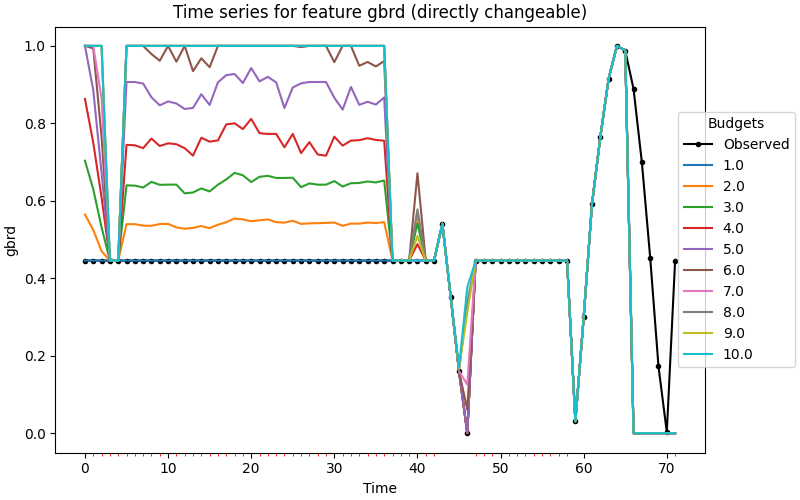 Time series for feature gbrd (directly changeable)
1.0
0.8
0.6
0.4
0.2
0.0
gbrd
0 10 20 30 40 50 60 70
Time
Budgets
Observed
1.0
2.0
3.0
4.0
5.0
6.0
7.0
8.0
9.0
10.0